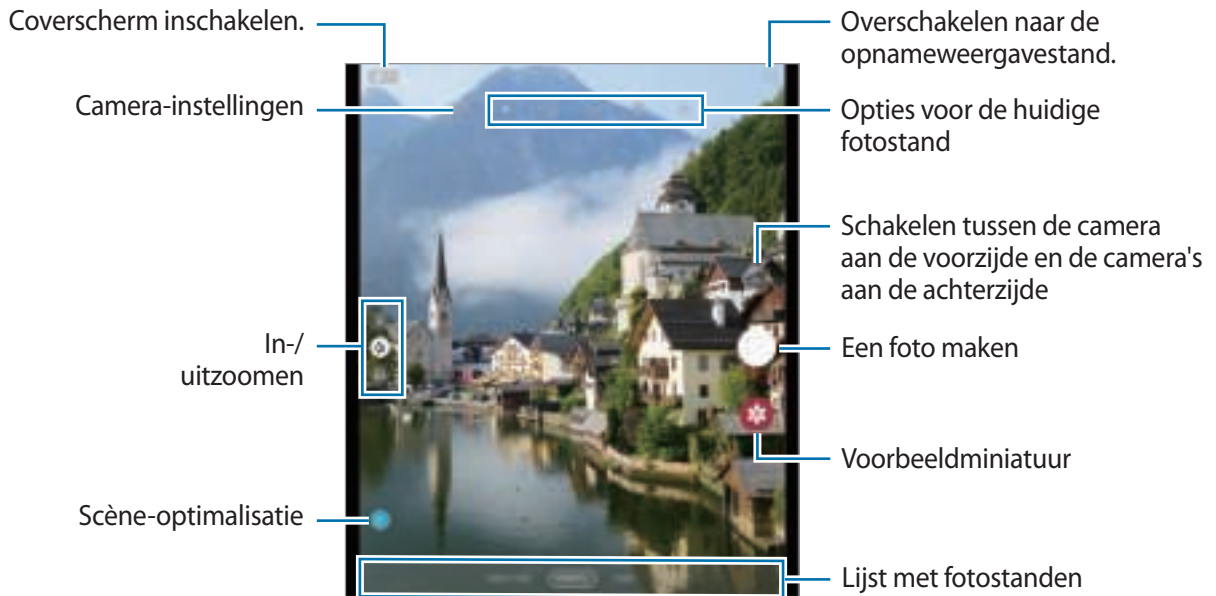 Coverscherm inschakelen.
Camera-instellingen
In-/
uitzoomen
Scène-optimalisatie
Overschakelen naar de
opnameweergavestand.
Opties voor de huidige
fotostand
Schakelen tussen de camera
aan de voorzijde en de camera's
aan de achterzijde
Een foto maken
Voorbeeldminiatuur
Lijst met fotostanden